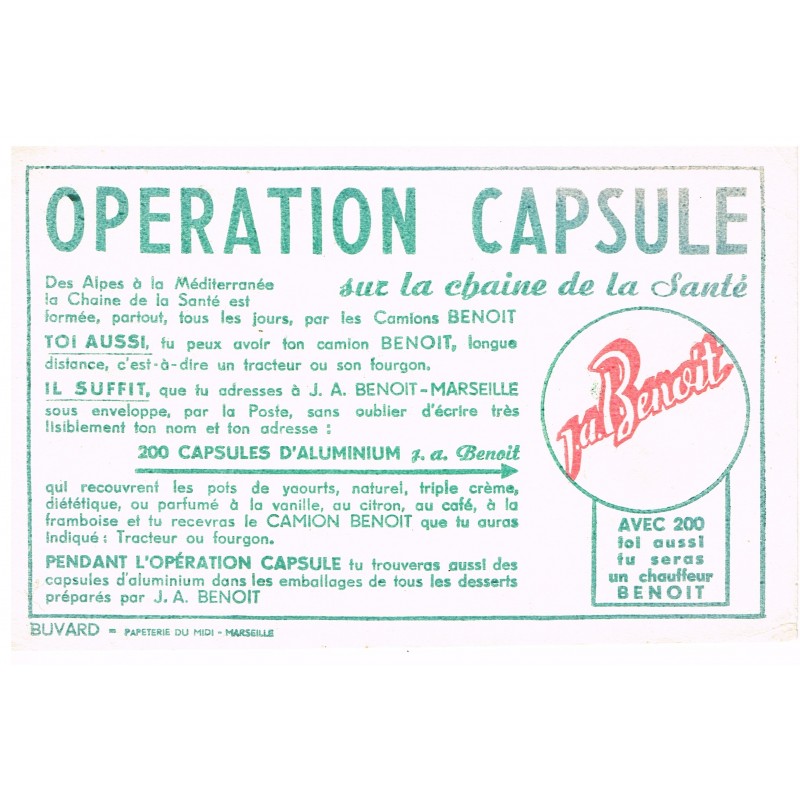 OPERATION CAPSULE
sur la chaine de la Santé
Des Alpes à la Méditerranée
la Chaine de la Santé est
formée, partout, tous les jours, par les Camions BENOIT
TOI AUSSI, tu peux avoir ton camion BENOIT, longue
distance, c'est-à-dire un tracteur ou son fourgon.
IL SUFFIT, que tu adresses à J. A. BENOIT-MARSEILLE
sous enveloppe, par la Poste, sans oublier d'écrire très
lisiblement ton nom et ton adresse :
200 CAPSULES D'ALUMINIUM J. a. Benoit
qui recouvrent les pots de yaourts, naturel, triple crème,
diététique, ou parfumé à la vanille, au citron, au café, à la
framboise et tu recevras le CAMION BENOIT que tu auras
indiqué : Tracteur ou fourgon.
PENDANT L'OPÉRATION CAPSULE tu trouveras aussi des
capsules d'aluminium dans les emballages de tous les desserts
préparés par J. A. BENOIT
J.a. Benoit
AVEC 200
toi aussi
tu seras
un chauffeur
BENOIT
BUVARD = PAPETERIE DU MIDI - MARSEILLE